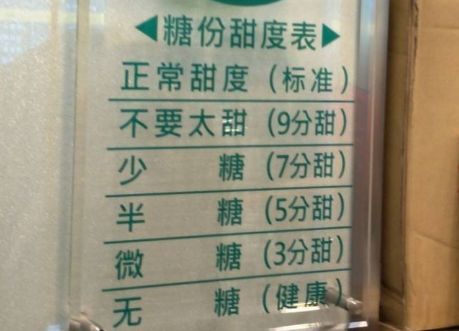 ◀糖份甜度表▶
正常甜度（标准）
不要太甜（9分甜）
少糖（7分甜）
半糖（5分甜）
微糖（3分甜）
无糖（健康）